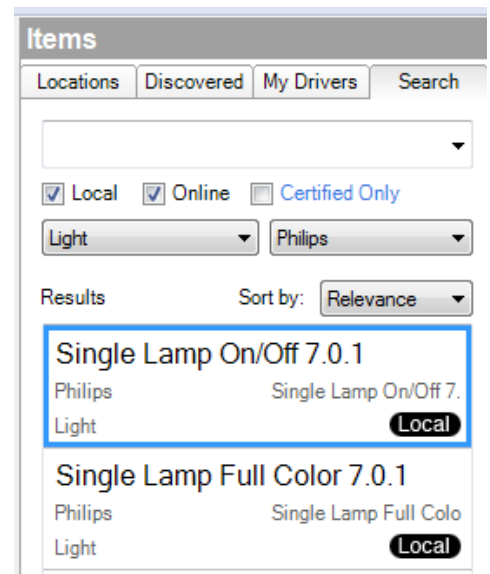 Items
Locations Discovered My Drivers Search
Local Online Certified Only
Light Philips
Results Sort by: Relevance
Single Lamp On/Off 7.0.1
Philips Single Lamp On/Off 7.
Light Local
Single Lamp Full Color 7.0.1
Philips Single Lamp Full Colo
Light Local